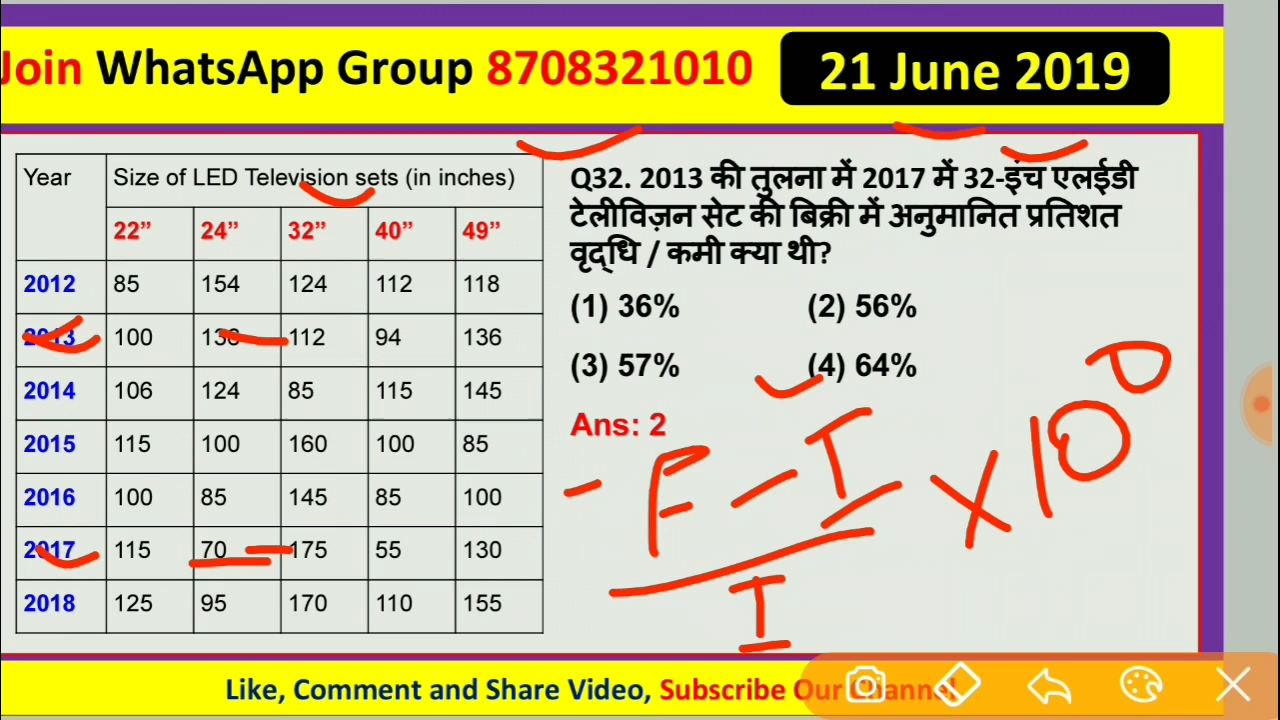 Join WhatsApp Group 8708321010
21 June 2019
Year Size of LED Television sets (in inches)
22” 24” 32” 40” 49”
2012 85 154 124 112 118
2013 100 112 94 136
2014 106 124 85 115 145
2015 115 100 160 100 85
2016 100 85 145 85 100
2017 115 70 175 55 130
2018 125 95 170 110 155
Q32. 2013 की तुलना में 2017 में 32-इंच एलईडी
टेलीविज़न सेट की बिक्री में अनुमानित प्रतिशत
वृद्धि / कमी क्या थी?
(1) 36% (2) 56%
(3) 57% (4) 64%
Ans: 2
F - I × 100
I
Like, Comment and Share Video, Subscribe Our Channel